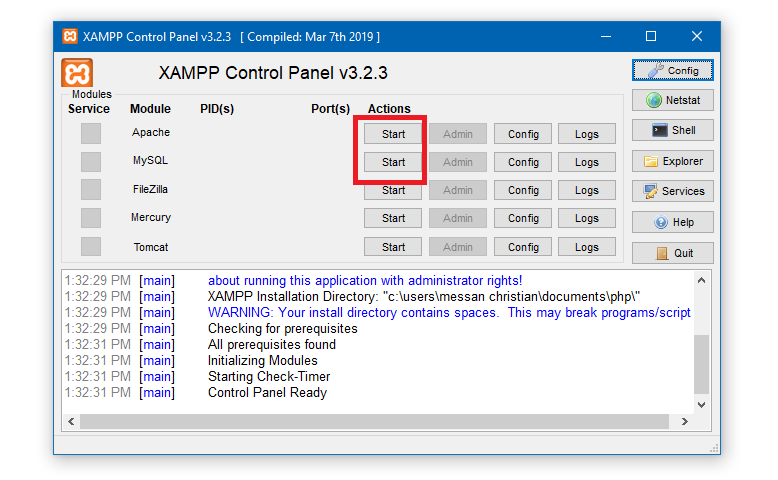 XAMPP Control Panel v3.2.3 [ Compiled: Mar 7th 2019 ]
XAMPP Control Panel v3.2.3
Config
Modules
Service Module PID(s) Port(s) Actions
Netstat
Apache Start Admin Config Logs
Shell
MySQL Start Admin Config Logs
Explorer
FileZilla Start Admin Config Logs
Services
Mercury Start Admin Config Logs
Help
Tomcat Start Admin Config Logs
Quit
1:32:29 PM [main] about running this application with administrator rights!
1:32:29 PM [main] XAMPP Installation Directory: "c:\users\messan christian\documents\php\"
1:32:29 PM [main] WARNING: Your install directory contains spaces. This may break programs/script
1:32:29 PM [main] Checking for prerequisites
1:32:31 PM [main] All prerequisites found
1:32:31 PM [main] Initializing Modules
1:32:31 PM [main] Starting Check-Timer
1:32:31 PM [main] Control Panel Ready